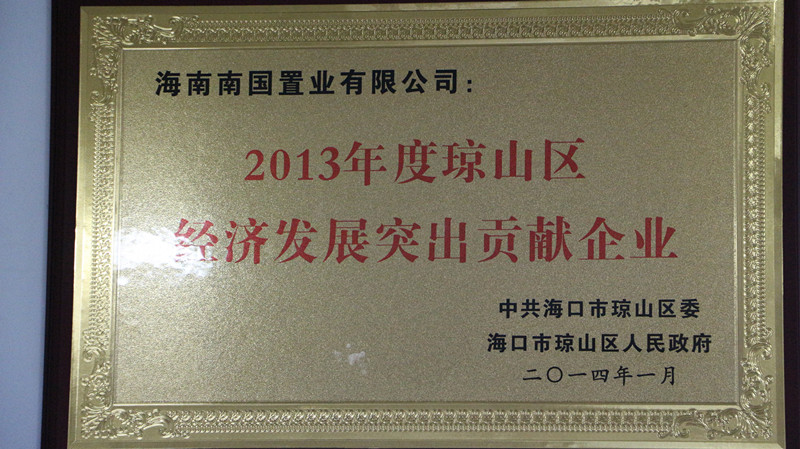 海南南国置业有限公司：
2013年度琼山区
经济发展突出贡献企业
中共海口市琼山区委
海口市琼山区人民政府
二〇一四年一月